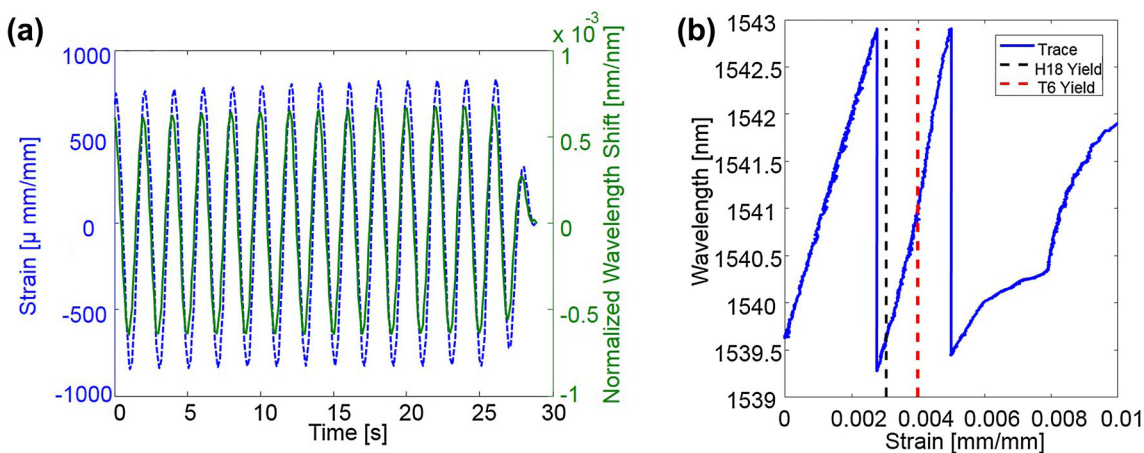 (a)
x 10⁻³
1000
500
0
-500
-1000
Strain [μ mm/mm]
1
0.5
0
-0.5
-1
Normalized Wavelength Shift [nm/nm]
0 5 10 15 20 25 30
Time [s]
(b)
1543
1542.5
1542
1541.5
1541
1540.5
1540
1539.5
1539
Wavelength [nm]
Trace
H18 Yield
T6 Yield
0 0.002 0.004 0.006 0.008 0.01
Strain [mm/mm]